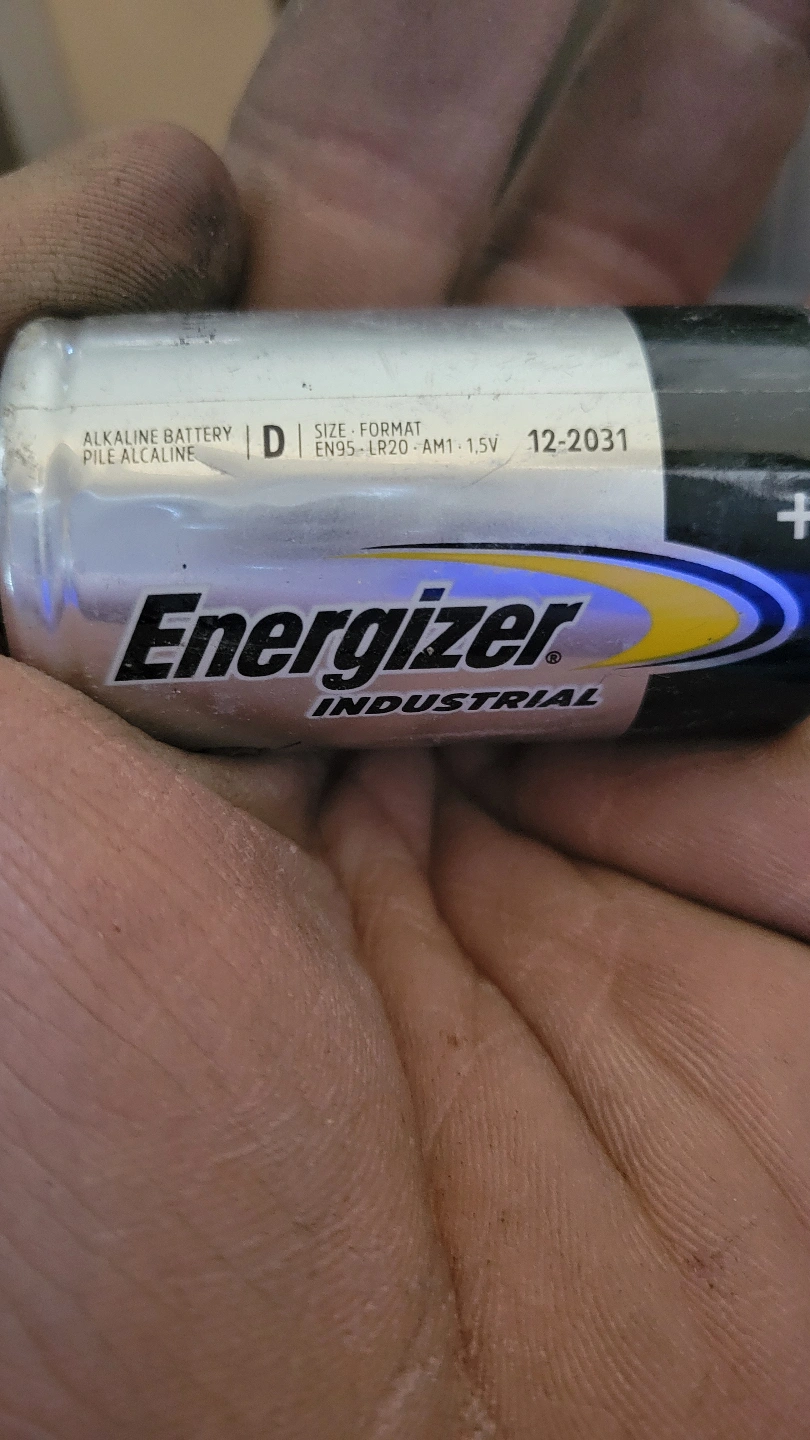 ALKALINE BATTERY
PILE ALCALINE
D
SIZE · FORMAT
EN95 · LR20 · AM1 · 1,5V
12-2031
+
Energizer®
INDUSTRIAL